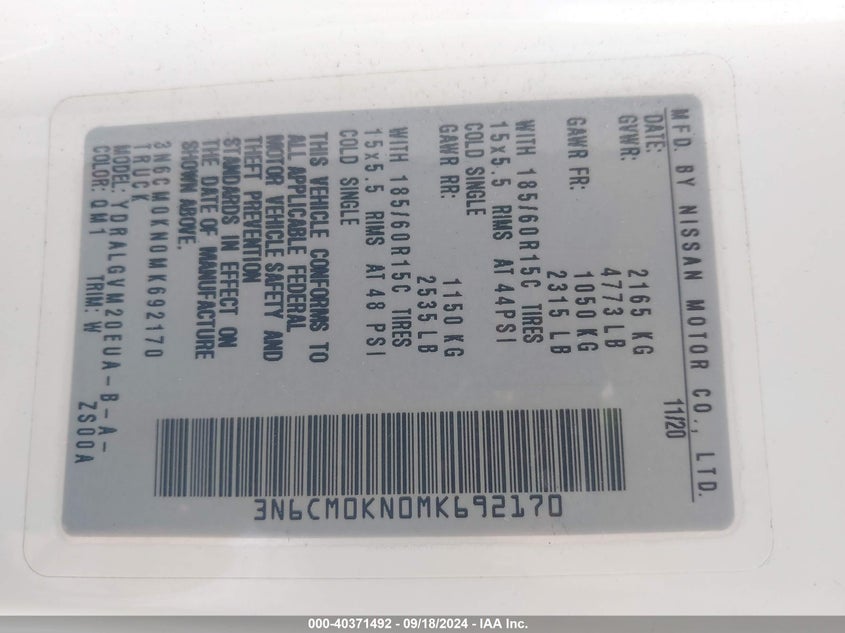 MFD. BY NISSAN MOTOR CO., LTD.
DATE: 11/20
GVWR: 2165 KG
4773 LB
GAWR FR: 1050 KG
2315 LB
WITH 185/60R15C TIRES
15x5.5 RIMS AT 44PSI
COLD SINGLE
GAWR RR: 1150 KG
2535 LB
WITH 185/60R15C TIRES
15x5.5 RIMS AT 48 PSI
COLD SINGLE
THIS VEHICLE CONFORMS TO
ALL APPLICABLE FEDERAL
MOTOR VEHICLE SAFETY AND
THEFT PREVENTION
STANDARDS IN EFFECT ON
THE DATE OF MANUFACTURE
SHOWN ABOVE.
3N6CM0KN0MK692170
TRUCK
MODEL: YDRALGVM20EUA-B-A-
COLOR: QM1 TRIM: W ZS00A
3N6CM0KN0MK692170
000-40371492 - 09/18/2024 - IAA Inc.